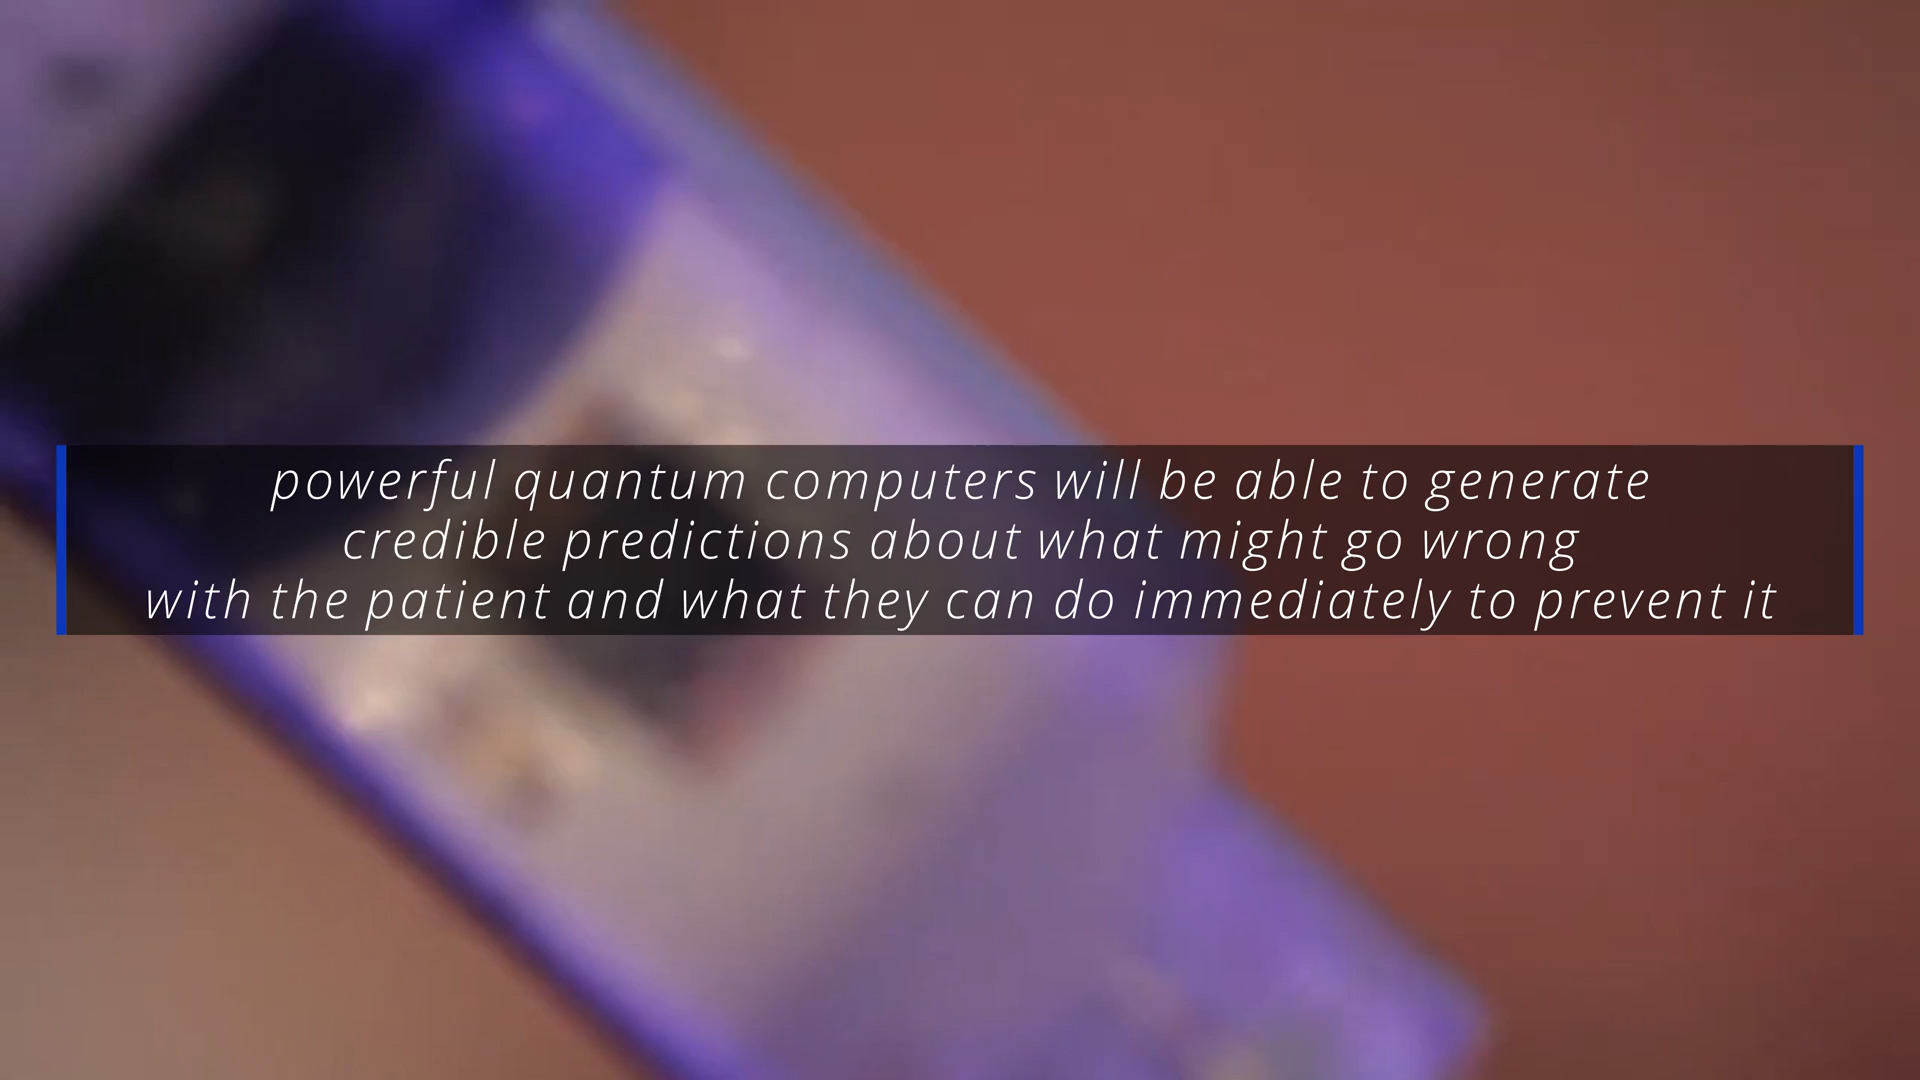 powerful quantum computers will be able to generate
credible predictions about what might go wrong
with the patient and what they can do immediately to prevent it